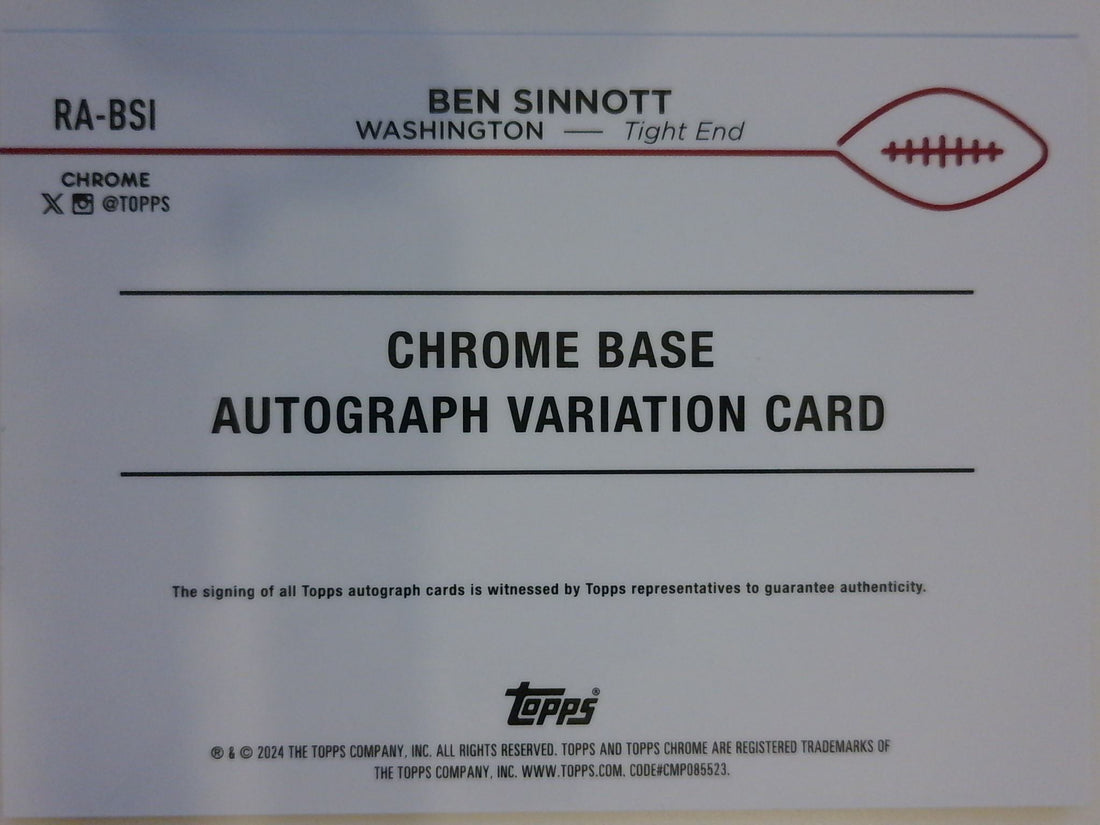 RA-BSI
BEN SINNOTT
WASHINGTON — Tight End
CHROME
X @TOPPS
CHROME BASE
AUTOGRAPH VARIATION CARD
The signing of all Topps autograph cards is witnessed by Topps representatives to guarantee authenticity.
Topps®
® & © 2024 THE TOPPS COMPANY, INC. ALL RIGHTS RESERVED. TOPPS AND TOPPS CHROME ARE REGISTERED TRADEMARKS OF
THE TOPPS COMPANY, INC. WWW.TOPPS.COM. CODE#CMP085523.